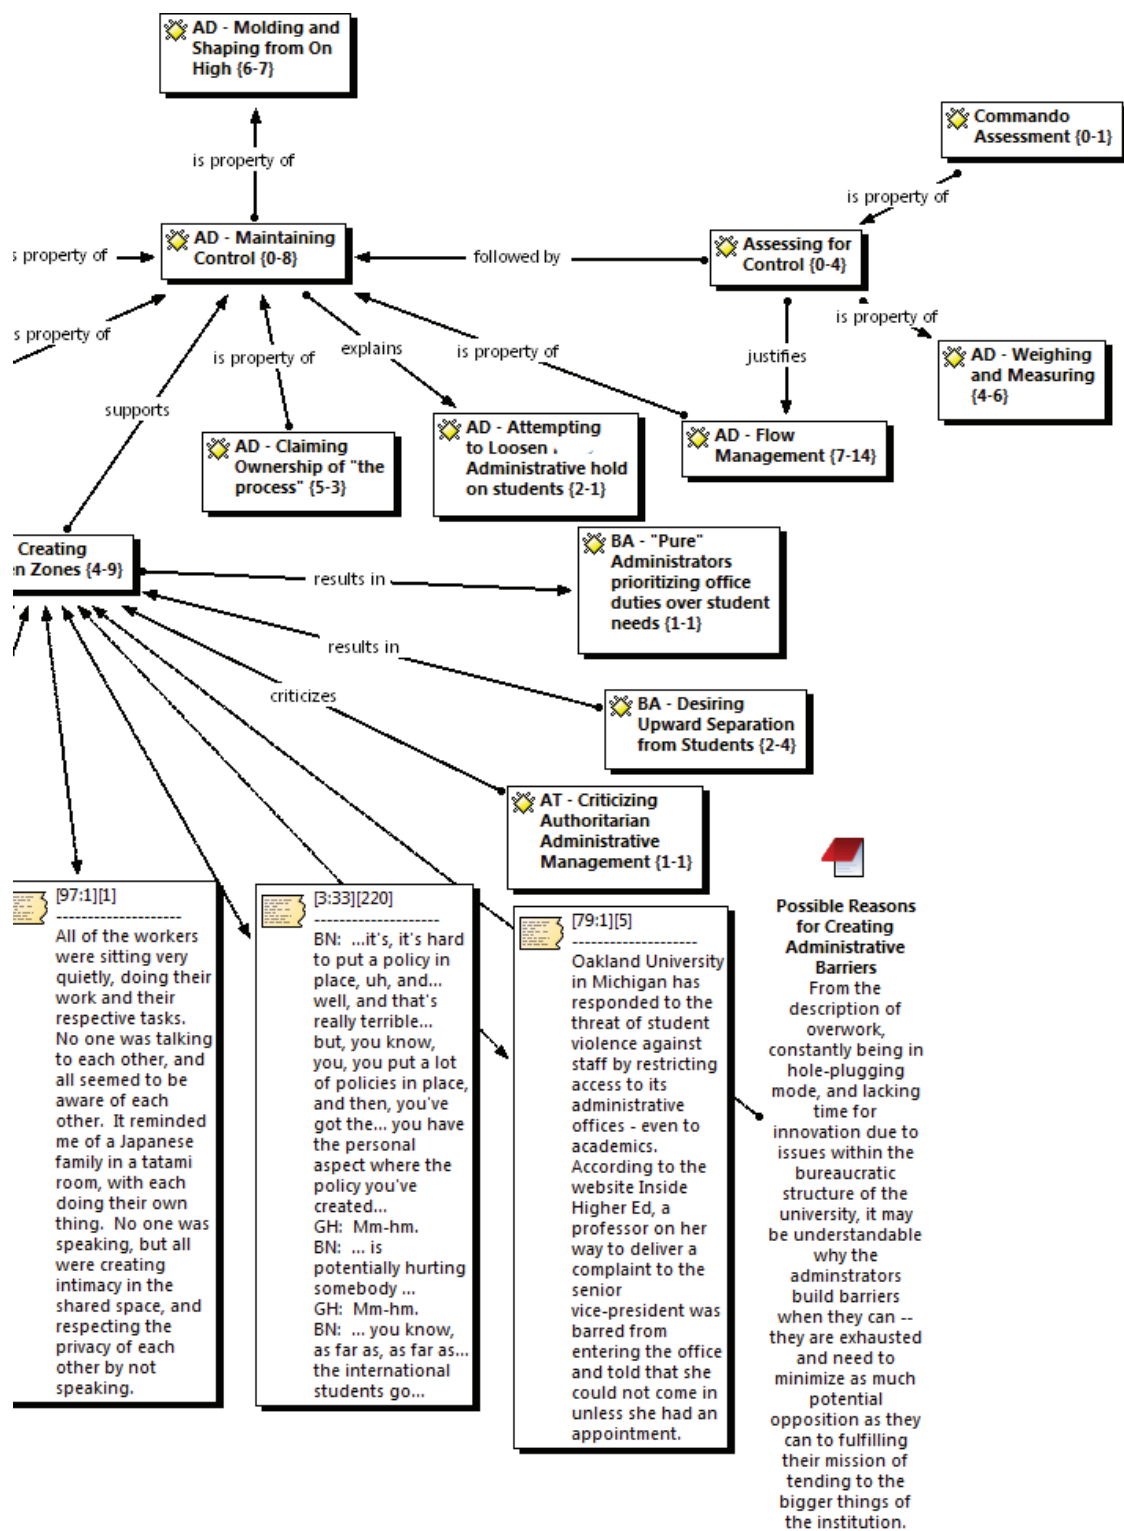 AD - Molding and
Shaping from On
High {6-7}
is property of
Commando
Assessment {0-1}
is property of
AD - Maintaining
Control {0-8}
s property of
followed by
Assessing for
Control {0-4}
s property of
is property of
explains
is property of
justifies
is property of
AD - Weighing
and Measuring
{4-6}
supports
AD - Claiming
Ownership of "the
process" {5-3}
AD - Attempting
to Loosen
Administrative hold
on students {2-1}
AD - Flow
Management {7-14}
Creating
en Zones {4-9}
results in
BA - "Pure"
Administrators
prioritizing office
duties over student
needs {1-1}
results in
BA - Desiring
Upward Separation
from Students {2-4}
criticizes
AT - Criticizing
Authoritarian
Administrative
Management {1-1}
[97:1][1]
--------------------
All of the workers
were sitting very
quietly, doing their
work and their
respective tasks.
No one was talking
to each other, and
all seemed to be
aware of each
other. It reminded
me of a Japanese
family in a tatami
room, with each
doing their own
thing. No one was
speaking, but all
were creating
intimacy in the
shared space, and
respecting the
privacy of each
other by not
speaking.
[3:33][220]
--------------------
BN: ...it's, it's hard
to put a policy in
place, uh, and...
well, and that's
really terrible...
but, you know,
you, you put a lot
of policies in place,
and then, you've
got the... you have
the personal
aspect where the
policy you've
created...
GH: Mm-hm.
BN: ... is
potentially hurting
somebody ...
GH: Mm-hm.
BN: ... you know,
as far as, as far as...
the international
students go...
[79:1][5]
--------------------
Oakland University
in Michigan has
responded to the
threat of student
violence against
staff by restricting
access to its
administrative
offices - even to
academics.
According to the
website Inside
Higher Ed, a
professor on her
way to deliver a
complaint to the
senior
vice-president was
barred from
entering the office
and told that she
could not come in
unless she had an
appointment.
Possible Reasons
for Creating
Administrative
Barriers
From the
description of
overwork,
constantly being in
hole-plugging
mode, and lacking
time for
innovation due to
issues within the
bureaucratic
structure of the
university, it may
be understandable
why the
adminstrators
build barriers
when they can --
they are exhausted
and need to
minimize as much
potential
opposition as they
can to fulfilling
their mission of
tending to the
bigger things of
the institution.